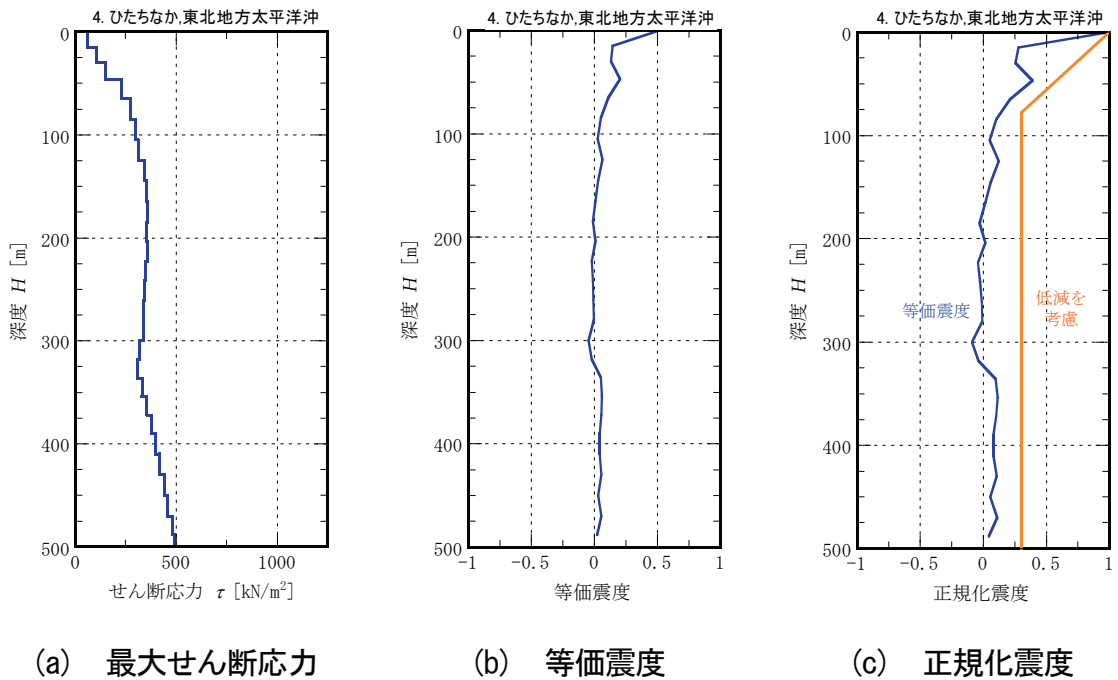 4. ひたちなか,東北地方太平洋沖
0
100
200
300
400
500
深度 H [m]
0
500
1000
せん断応力 τ [kN/m²]
(a) 最大せん断応力
4. ひたちなか,東北地方太平洋沖
0
100
200
300
400
500
深度 H [m]
-1
-0.5
0
0.5
1
等価震度
(b) 等価震度
4. ひたちなか,東北地方太平洋沖
0
100
200
300
400
500
深度 H [m]
等価震度
低減を
考慮
-1
-0.5
0
0.5
1
正規化震度
(c) 正規化震度